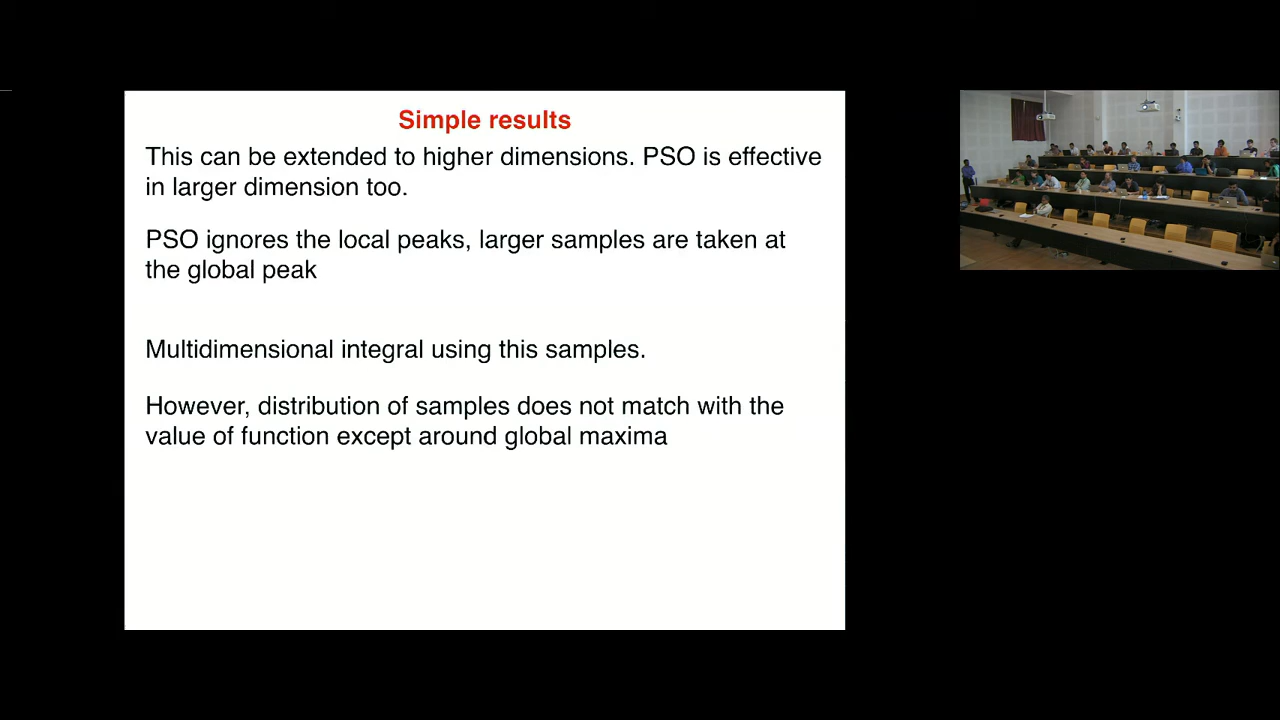 Simple results
This can be extended to higher dimensions. PSO is effective
in larger dimension too.
PSO ignores the local peaks, larger samples are taken at
the global peak
Multidimensional integral using this samples.
However, distribution of samples does not match with the
value of function except around global maxima